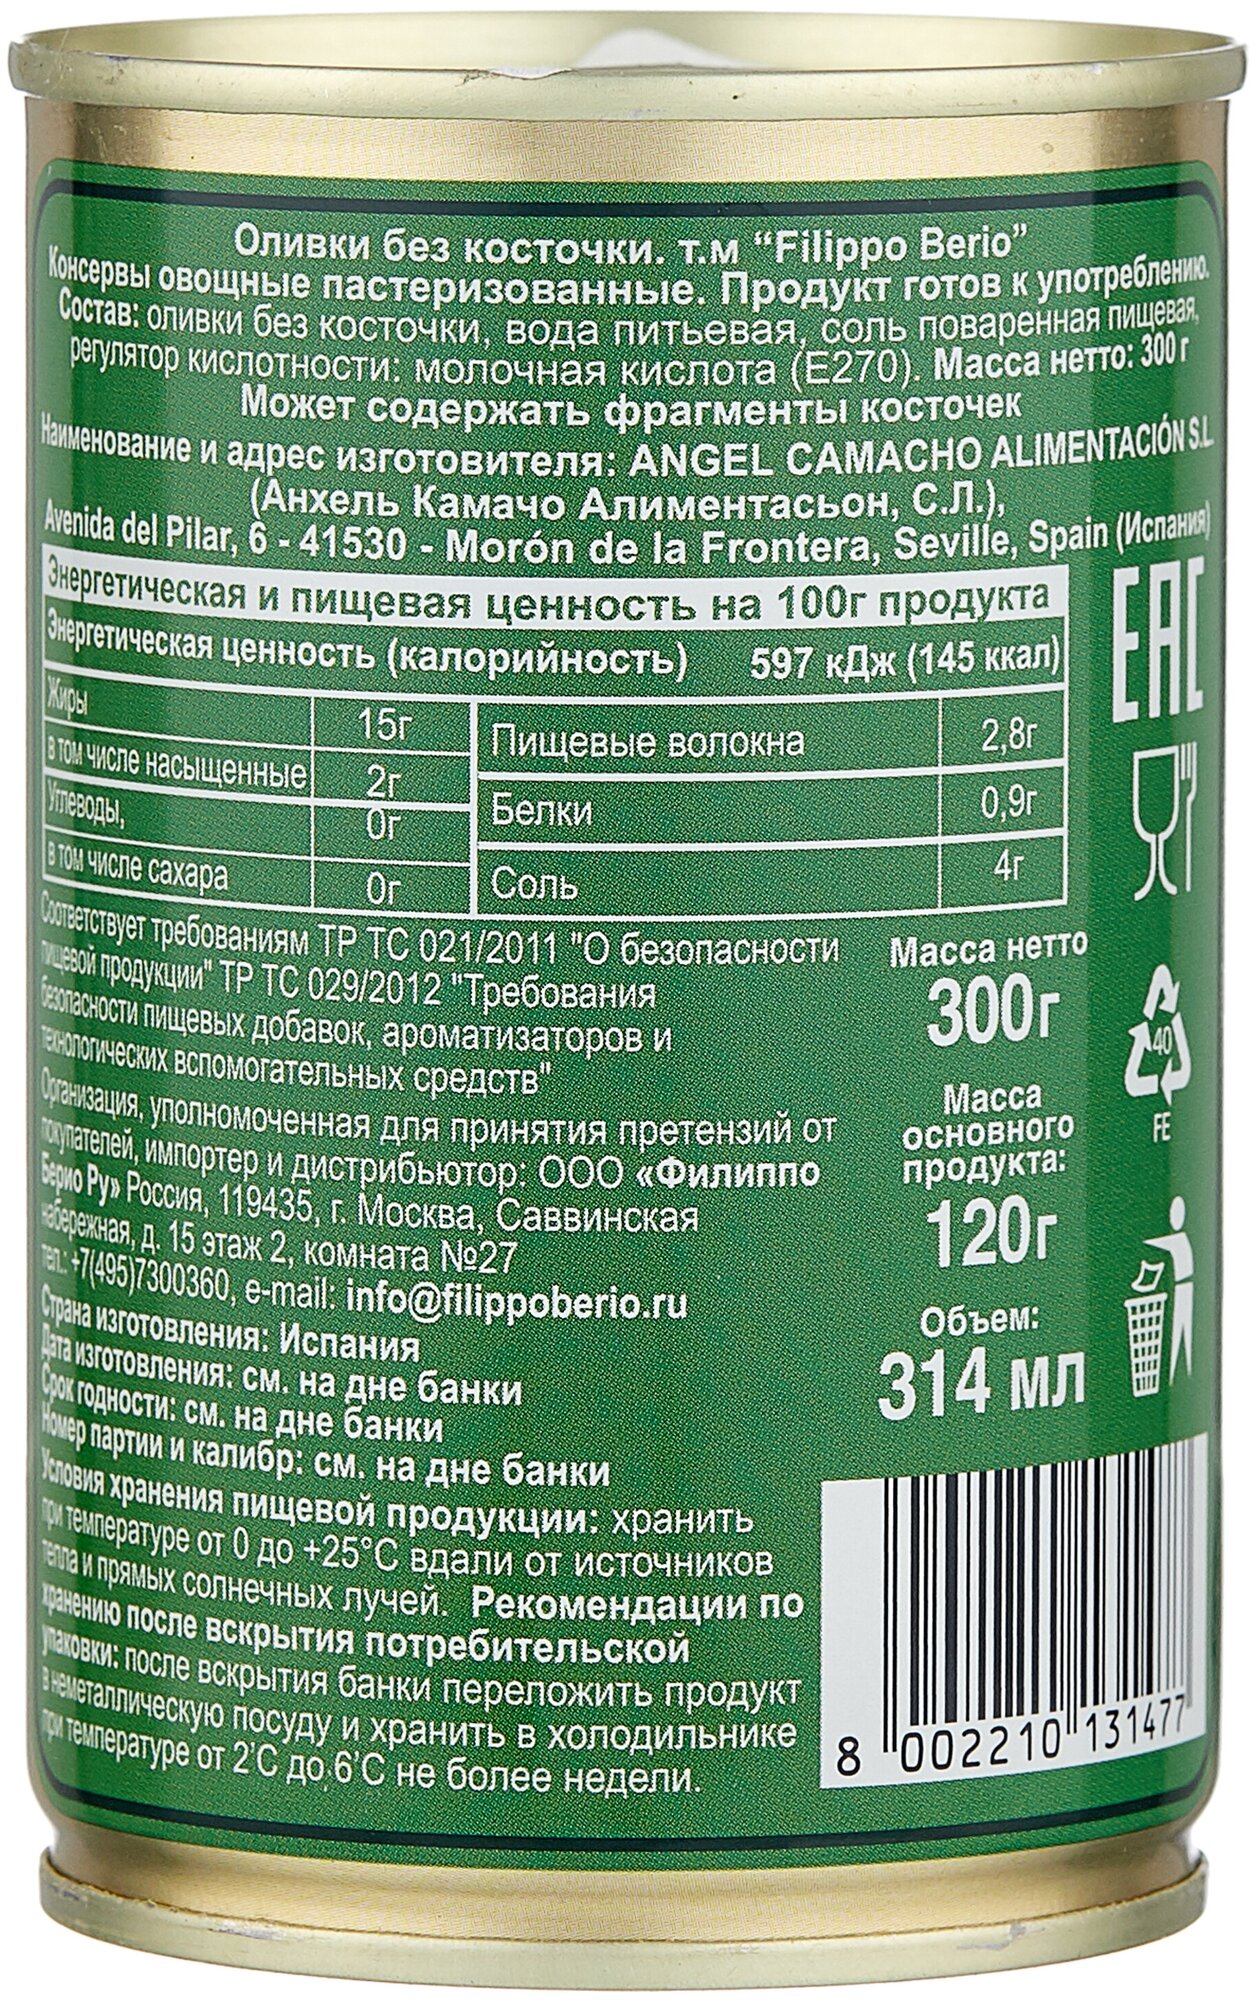 Оливки без косточки. т.м “Filippo Berio”
Консервы овощные пастеризованные. Продукт готов к употреблению.
Состав: оливки без косточки, вода питьевая, соль поваренная пищевая,
регулятор кислотности: молочная кислота (Е270). Масса нетто: 300 г
Может содержать фрагменты косточек
Наименование и адрес изготовителя: ANGEL CAMACHO ALIMENTACIÓN S.L.
(Анхель Камачо Алиментасьон, С.Л.),
Avenida del Pilar, 6 - 41530 - Morón de la Frontera, Seville, Spain (Испания)
Энергетическая и пищевая ценность на 100г продукта
Энергетическая ценность (калорийность) 597 кДж (145 ккал)
Жиры 15г
в том числе насыщенные 2г
Углеводы, 0г
в том числе сахара 0г
Пищевые волокна 2,8г
Белки 0,9г
Соль 4г
EAC
Соответствует требованиям ТР ТС 021/2011 "О безопасности
пищевой продукции" ТР ТС 029/2012 "Требования
безопасности пищевых добавок, ароматизаторов и
технологических вспомогательных средств"
Организация, уполномоченная для принятия претензий от
покупателей, импортер и дистрибьютор: ООО «Филиппо
Берио Ру» Россия, 119435, г. Москва, Саввинская
набережная, д. 15 этаж 2, комната №27
тел.: +7(495)7300360, e-mail: info@filippoberio.ru
Страна изготовления: Испания
Дата изготовления: см. на дне банки
Срок годности: см. на дне банки
Номер партии и калибр: см. на дне банки
Условия хранения пищевой продукции: хранить
при температуре от 0 до +25°С вдали от источников
тепла и прямых солнечных лучей. Рекомендации по
хранению после вскрытия потребительской
упаковки: после вскрытия банки переложить продукт
в неметаллическую посуду и хранить в холодильнике
при температуре от 2'С до 6'С не более недели.
Масса нетто
300г
Масса
основного
продукта:
120г
Объем:
314 мл
40
FE
8 002210 131477